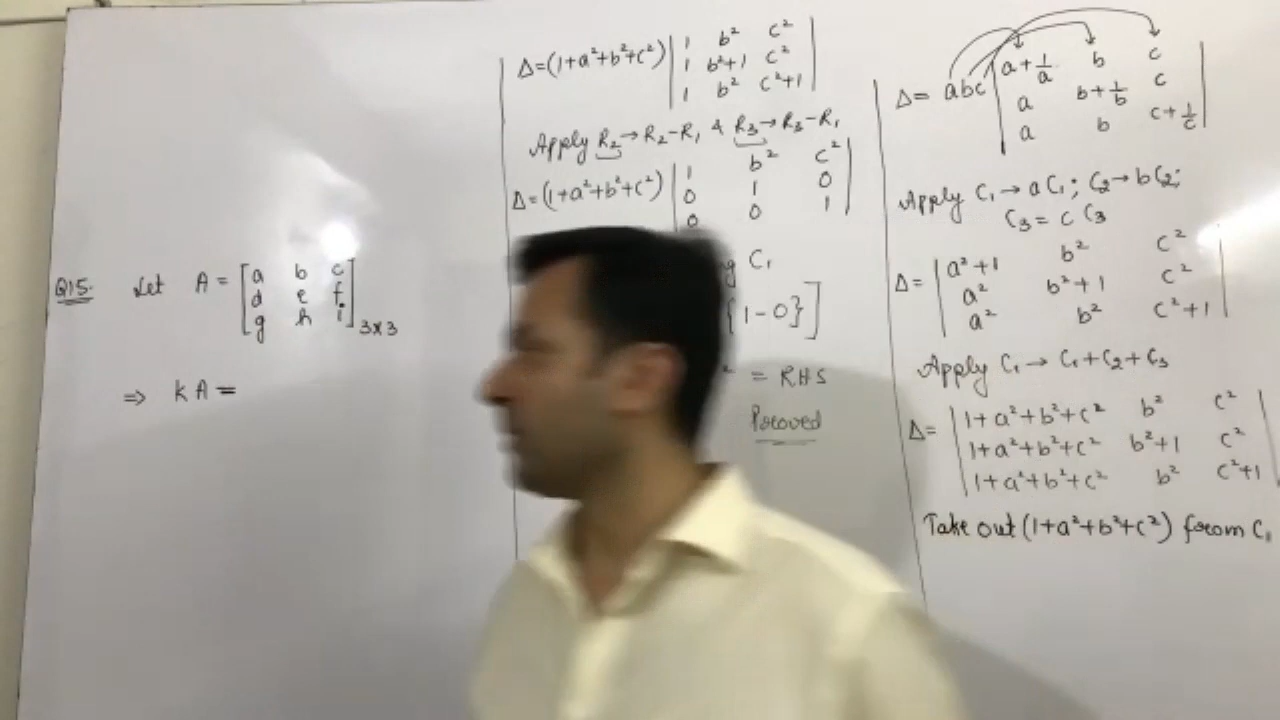 Q15. Let A = [a b c
d e f
g h i]3×3
⇒ kA =
Δ=(1+a²+b²+c²) |1 b² c²|
|1 b²+1 c²|
|1 b² c²+1|
Apply R₂→R₂-R₁ & R₃→R₃-R₁
Δ=(1+a²+b²+c²) |1 b² c²|
|0 1 0|
|0 0 1|
C₁
{1-0}]
² = RHS
Proved
Δ= abc |a+1/a b c|
|a b+1/b c|
|a b c+1/c|
Apply C₁→aC₁; C₂→bC₂;
C₃= c C₃
Δ= |a²+1 b² c²|
|a² b²+1 c²|
|a² b² c²+1|
Apply C₁→ C₁+C₂+C₃
Δ= |1+a²+b²+c² b² c²|
|1+a²+b²+c² b²+1 c²|
|1+a²+b²+c² b² c²+1|
Take out (1+a²+b²+c²) from C₁